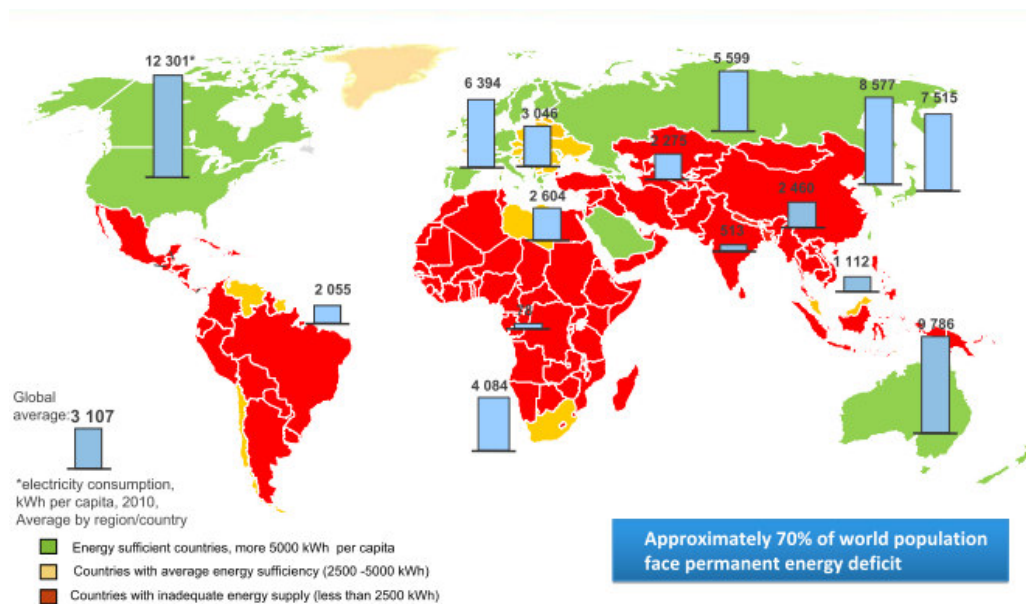 12 301*
6 394
3 046
5 599
8 577
7 515
2 275
2 460
513
2 604
1 112
2 055
9 786
4 084
Global
average:
3 107
*electricity consumption,
kWh per capita, 2010,
Average by region/country
Energy sufficient countries, more 5000 kWh per capita
Countries with average energy sufficiency (2500 -5000 kWh)
Countries with inadequate energy supply (less than 2500 kWh)
Approximately 70% of world population
face permanent energy deficit